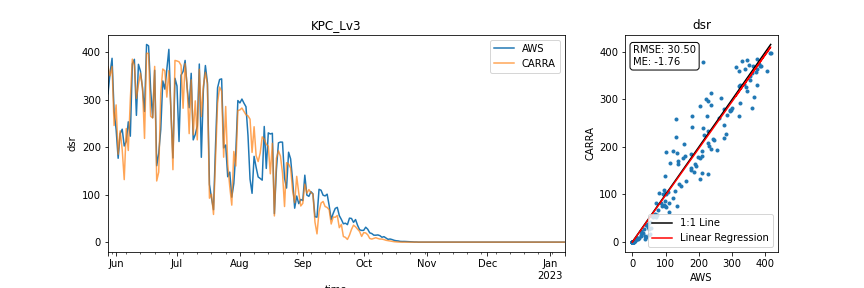 KPC_Lv3
dsr
400
300
200
100
0
Jun
Jul
Aug
Sep
Oct
Nov
Dec
Jan
2023
time
AWS
CARRA
dsr
CARRA
400
300
200
100
0
0
100
200
300
400
AWS
RMSE: 30.50
ME: -1.76
1:1 Line
Linear Regression